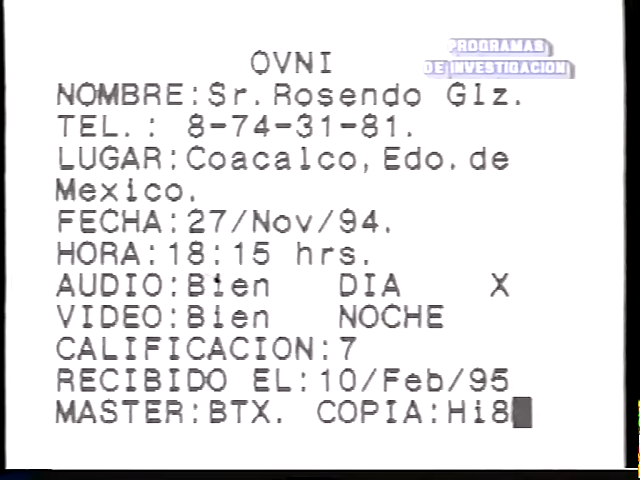 PROGRAMAS
DE INVESTIGACION
OVNI
NOMBRE:Sr.Rosendo Glz.
TEL.: 8-74-31-81.
LUGAR:Coacalco,Edo.de
Mexico.
FECHA:27/Nov/94.
HORA:18:15 hrs.
AUDIO:Bien DIA X
VIDEO:Bien NOCHE
CALIFICACION:7
RECIBIDO EL:10/Feb/95
MASTER:BTX. COPIA:Hi8